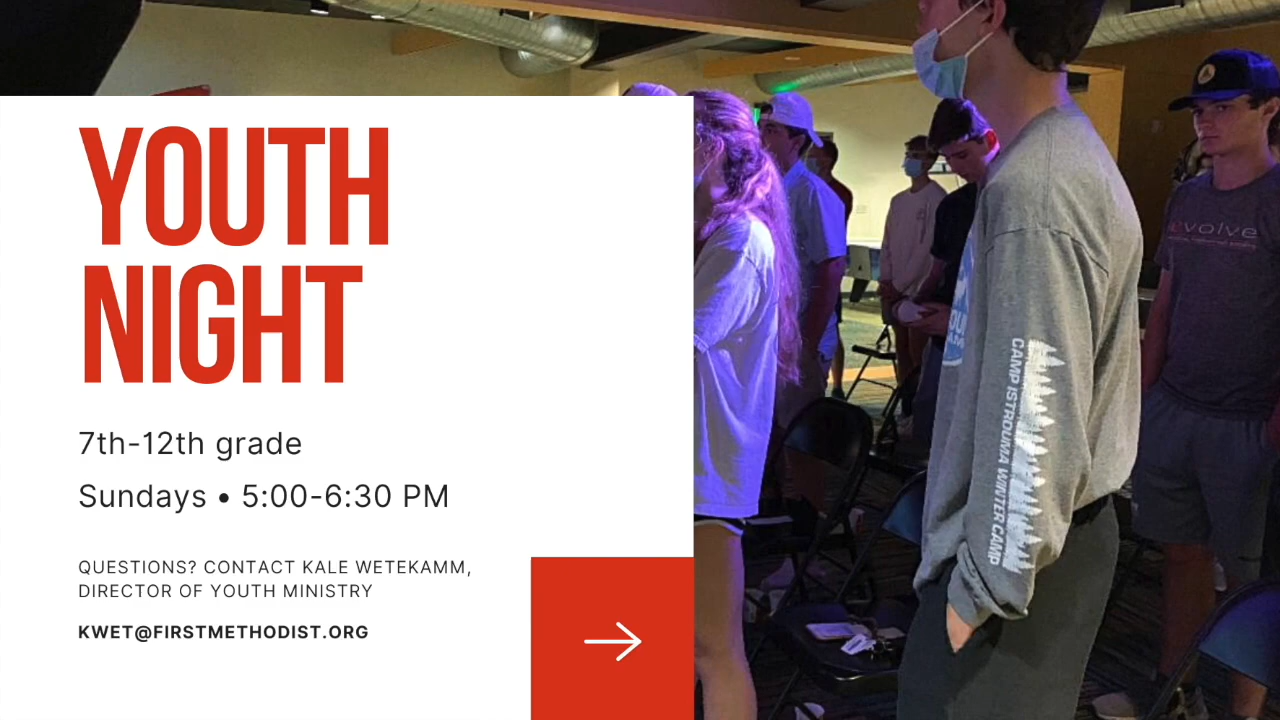 YOUTH
NIGHT
7th-12th grade
Sundays • 5:00-6:30 PM
QUESTIONS? CONTACT KALE WETEKAMM,
DIRECTOR OF YOUTH MINISTRY
KWET@FIRSTMETHODIST.ORG
CAMP ISTROUMA WINTER CAMP
evolve